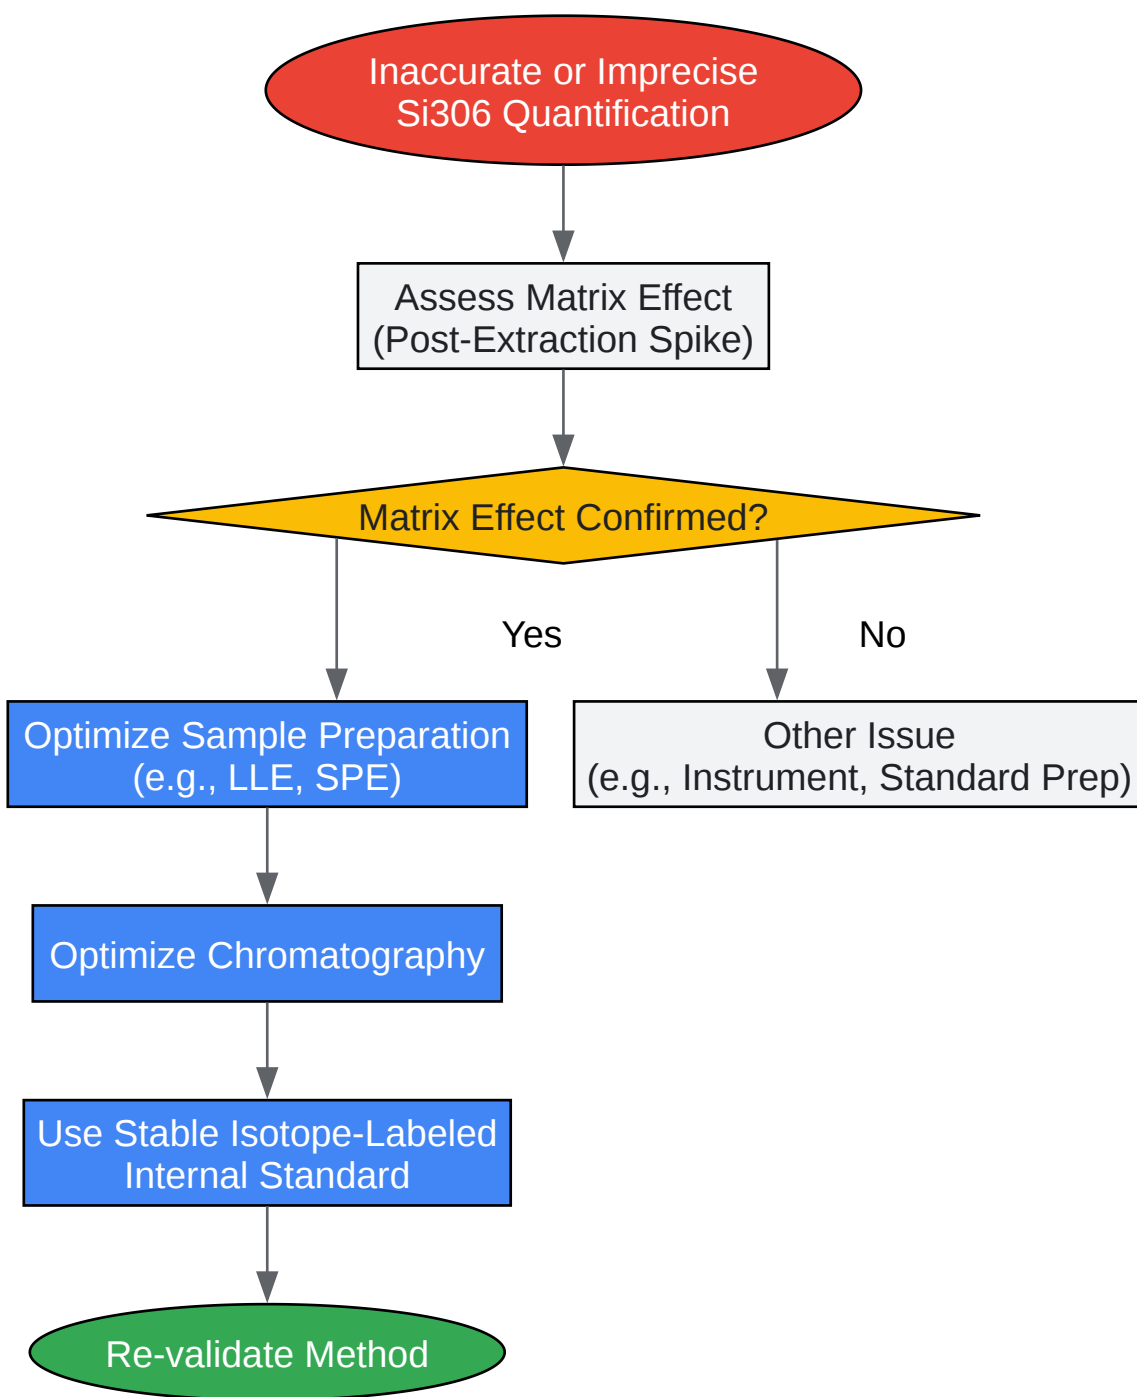 Inaccurate or Imprecise
Si306 Quantification
Assess Matrix Effect
(Post-Extraction Spike)
Matrix Effect Confirmed?
Yes
No
Optimize Sample Preparation
(e.g., LLE, SPE)
Other Issue
(e.g., Instrument, Standard Prep)
Optimize Chromatography
Use Stable Isotope-Labeled
Internal Standard
Re-validate Method